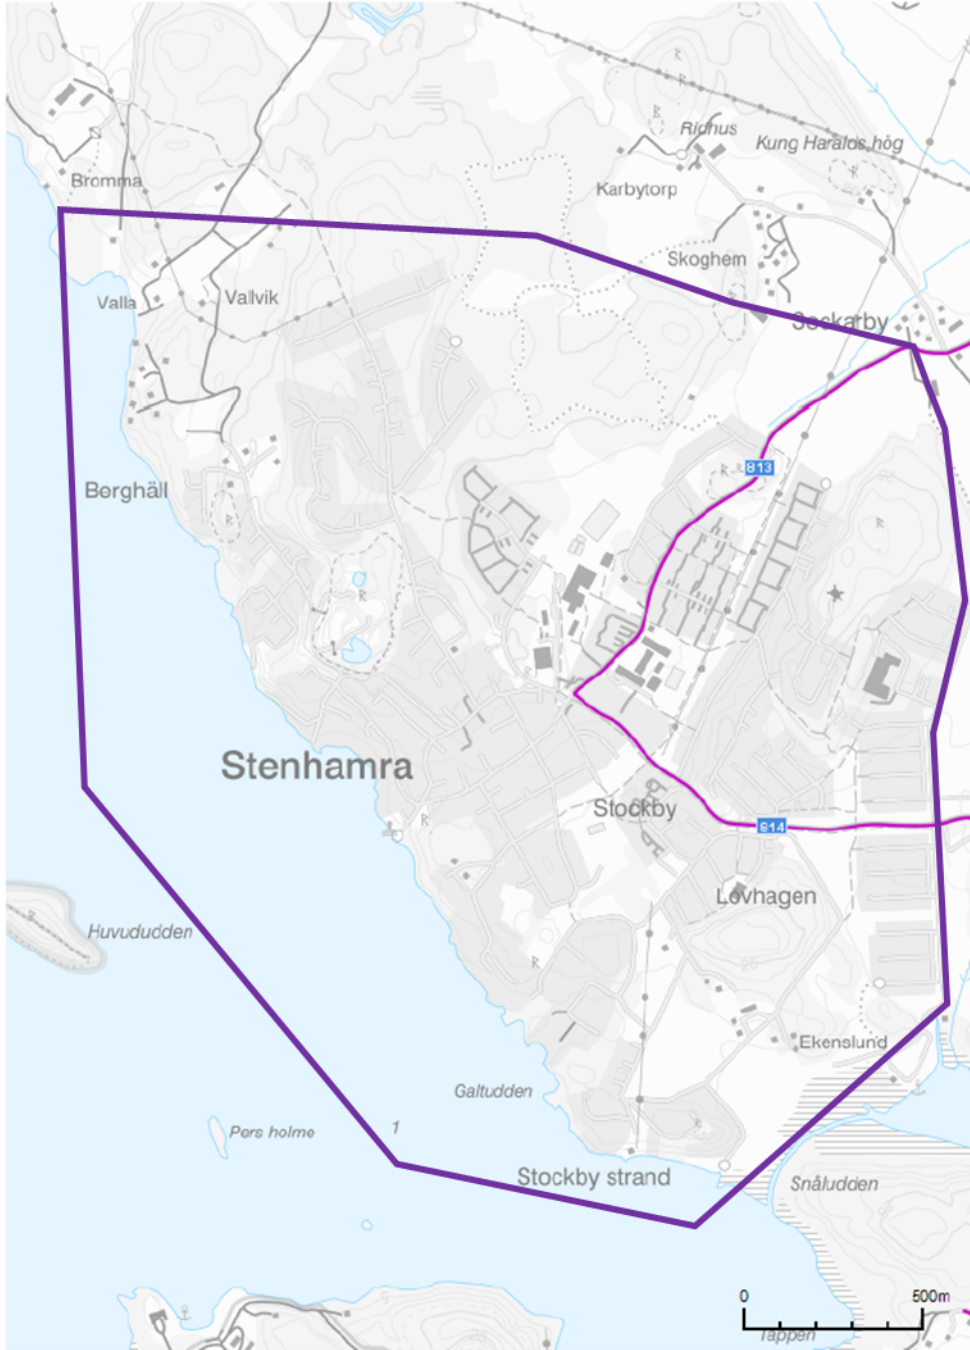 Ridhus
Kung Haralds hög
Bromma
Karbytorp
Skoghem
Valla
Vallvik
Sockarby
813
Berghäll
Stenhamra
Stockby
814
Lövhagen
Huvududden
Ekenslund
Galtudden
1
Pers holme
Stockby strand
Snåludden
0
500m
Tappen